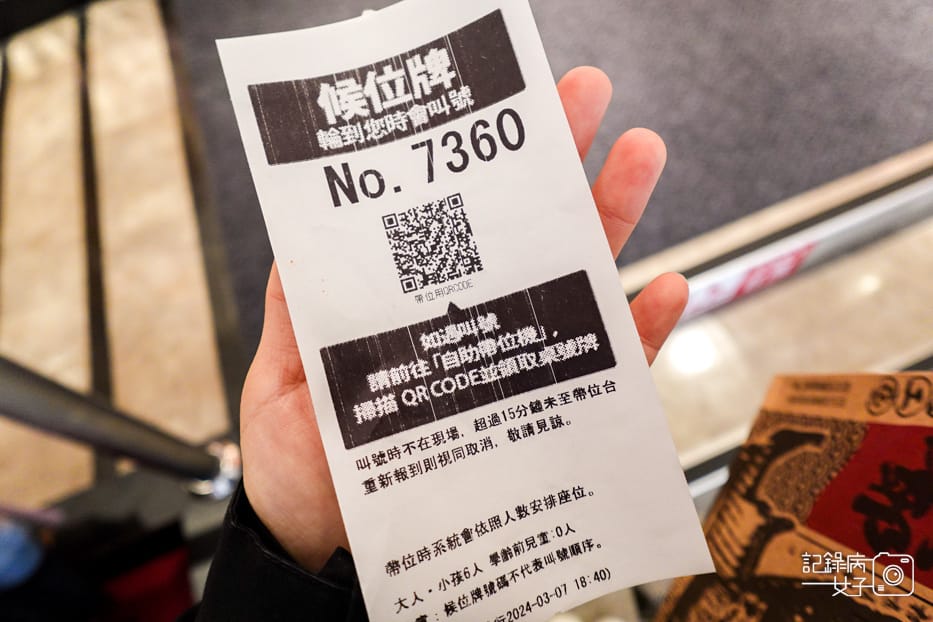 候位牌
輪到您時會叫號
No. 7360
帶位用QRCODE
如遇叫號
請前往「自助帶位機」,
掃描 QRCODE並領取桌號牌
叫號時不在現場, 超過15分鐘未至帶位台
重新報到則視同取消, 敬請見諒。
帶位時系統會依照人數安排座位。
大人・小孩6人 學齡前兒童:0人
候位牌號碼不代表叫號順序。
2024-03-07 18:40)
記錄病
女子